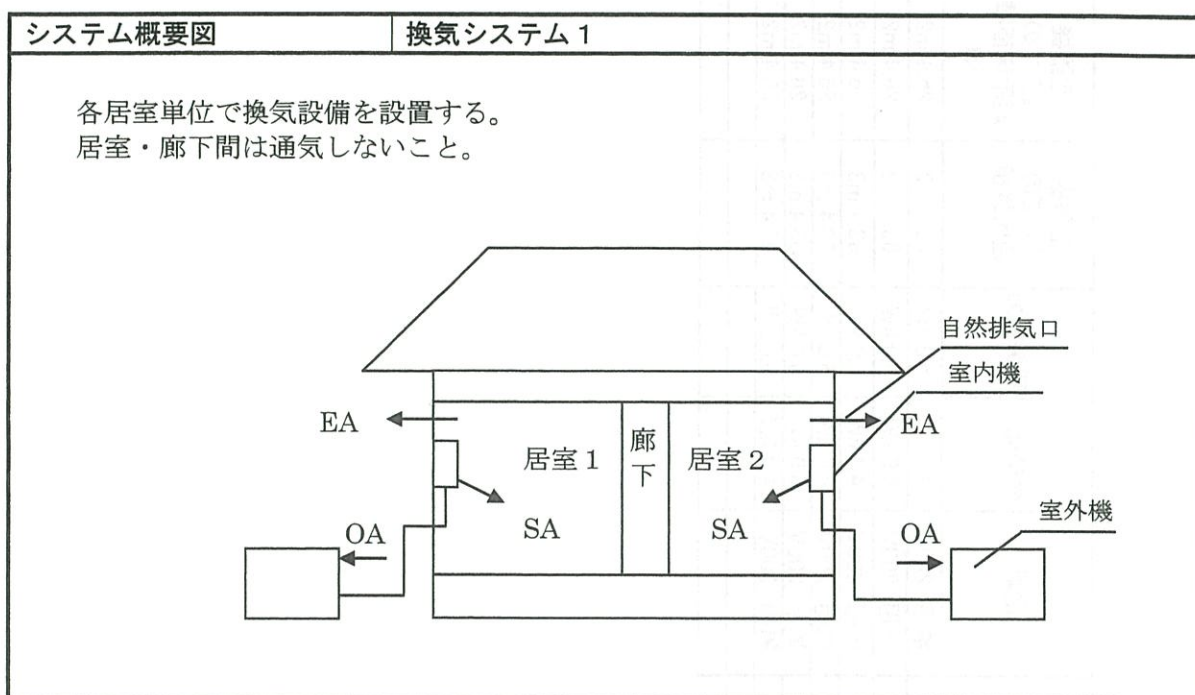 システム概要図
換気システム1
各居室単位で換気設備を設置する。
居室・廊下間は通気しないこと。
自然排気口
室内機
EA
EA
廊下
居室1
居室2
SA
SA
室外機
OA
OA